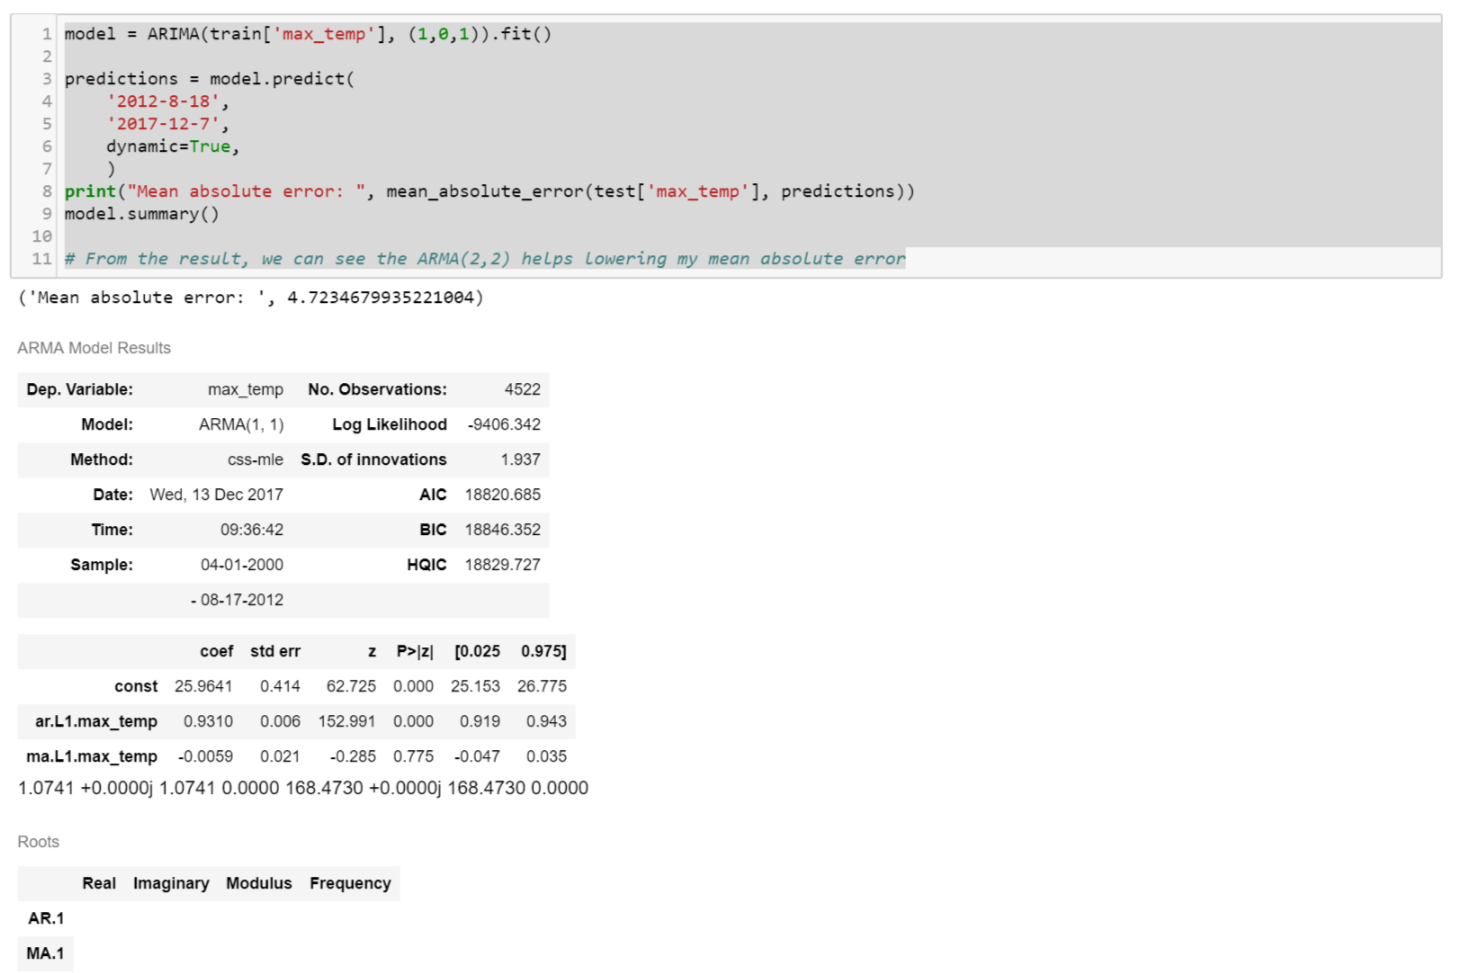 1 model = ARIMA(train['max_temp'], (1,0,1)).fit()
2
3 predictions = model.predict(
4     '2012-8-18',
5     '2017-12-7',
6     dynamic=True,
7     )
8 print("Mean absolute error: ", mean_absolute_error(test['max_temp'], predictions))
9 model.summary()
10
11 # From the result, we can see the ARMA(2,2) helps lowering my mean absolute error
('Mean absolute error: ', 4.7234679935221004)
ARMA Model Results
Dep. Variable: max_temp No. Observations: 4522
Model: ARMA(1, 1) Log Likelihood -9406.342
Method: css-mle S.D. of innovations 1.937
Date: Wed, 13 Dec 2017 AIC 18820.685
Time: 09:36:42 BIC 18846.352
Sample: 04-01-2000 HQIC 18829.727
- 08-17-2012
coef std err z P>|z| [0.025 0.975]
const 25.9641 0.414 62.725 0.000 25.153 26.775
ar.L1.max_temp 0.9310 0.006 152.991 0.000 0.919 0.943
ma.L1.max_temp -0.0059 0.021 -0.285 0.775 -0.047 0.035
1.0741 +0.0000j 1.0741 0.0000 168.4730 +0.0000j 168.4730 0.0000
Roots
Real Imaginary Modulus Frequency
AR.1
MA.1